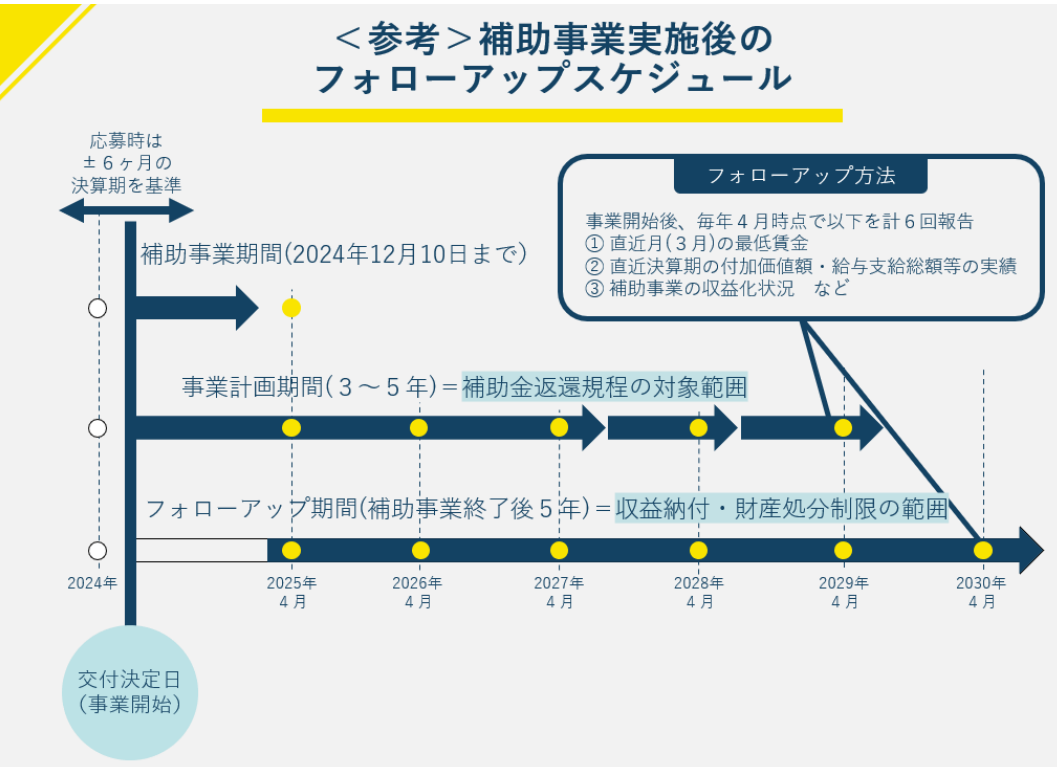 ＜参考＞補助事業実施後の
フォローアップスケジュール
応募時は
±６ヶ月の
決算期を基準
フォローアップ方法
事業開始後、毎年４月時点で以下を計６回報告
① 直近月(３月)の最低賃金
② 直近決算期の付加価値額・給与支給総額等の実績
③ 補助事業の収益化状況　など
補助事業期間(2024年12月10日まで)
事業計画期間(３～５年)＝補助金返還規程の対象範囲
フォローアップ期間(補助事業終了後５年)＝収益納付・財産処分制限の範囲
2024年
2025年
４月
2026年
４月
2027年
４月
2028年
４月
2029年
４月
2030年
４月
交付決定日
(事業開始)